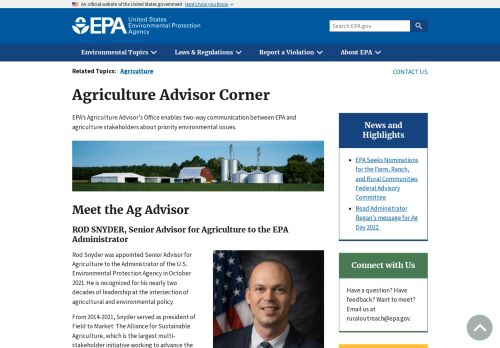 An official website of the United States government Here's how you know
EPA United States
Environmental Protection
Agency
Search EPA.gov
Environmental Topics Laws & Regulations Report a Violation About EPA
Related Topics: Agriculture
CONTACT US
Agriculture Advisor Corner
EPA's Agriculture Advisor's Office enables two-way communication between EPA and
agriculture stakeholders about priority environmental issues.
Meet the Ag Advisor
ROD SNYDER, Senior Advisor for Agriculture to the EPA
Administrator
Rod Snyder was appointed Senior Advisor for
Agriculture to the Administrator of the U.S.
Environmental Protection Agency in October
2021. He is recognized for his nearly two
decades of leadership at the intersection of
agricultural and environmental policy.
From 2014-2021, Snyder served as president of
Field to Market: The Alliance for Sustainable
Agriculture, which is the largest multi-
stakeholder initiative working to advance the
News and
Highlights
EPA Seeks Nominations
for the Farm, Ranch,
and Rural Communities
Federal Advisory
Committee
Read Administrator
Regan's message for Ag
Day 2022.
Connect with Us
Have a question? Have
feedback? Want to meet?
Email us at
ruraloutreach@epa.gov.